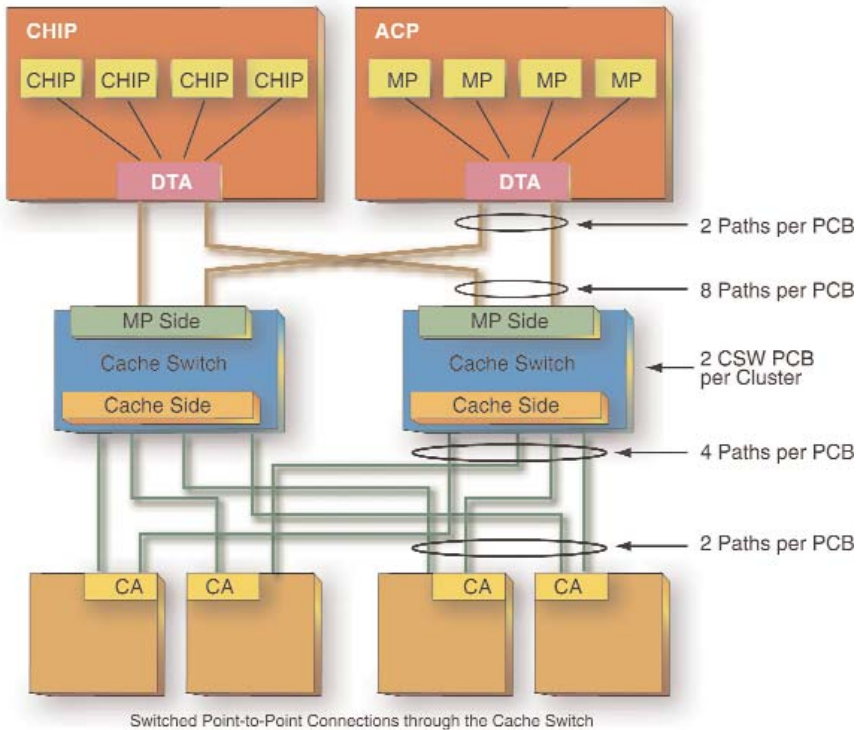 CHIP
ACP
CHIP CHIP CHIP CHIP
MP MP MP MP
DTA
DTA
2 Paths per PCB
8 Paths per PCB
MP Side
MP Side
Cache Switch
Cache Switch
2 CSW PCB
per Cluster
Cache Side
Cache Side
4 Paths per PCB
2 Paths per PCB
CA
CA
CA
CA
Switched Point-to-Point Connections through the Cache Switch